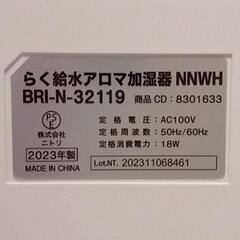 らく給水アロマ加湿器 NNWH
BRI-N-32119 商品CD：8301633
PSE
株式会社
ニトリ
定格電圧：AC100V
定格周波数：50Hz/60Hz
定格消費電力：18W
2023年製
MADE IN CHINA
Lot.NT. 202311068461